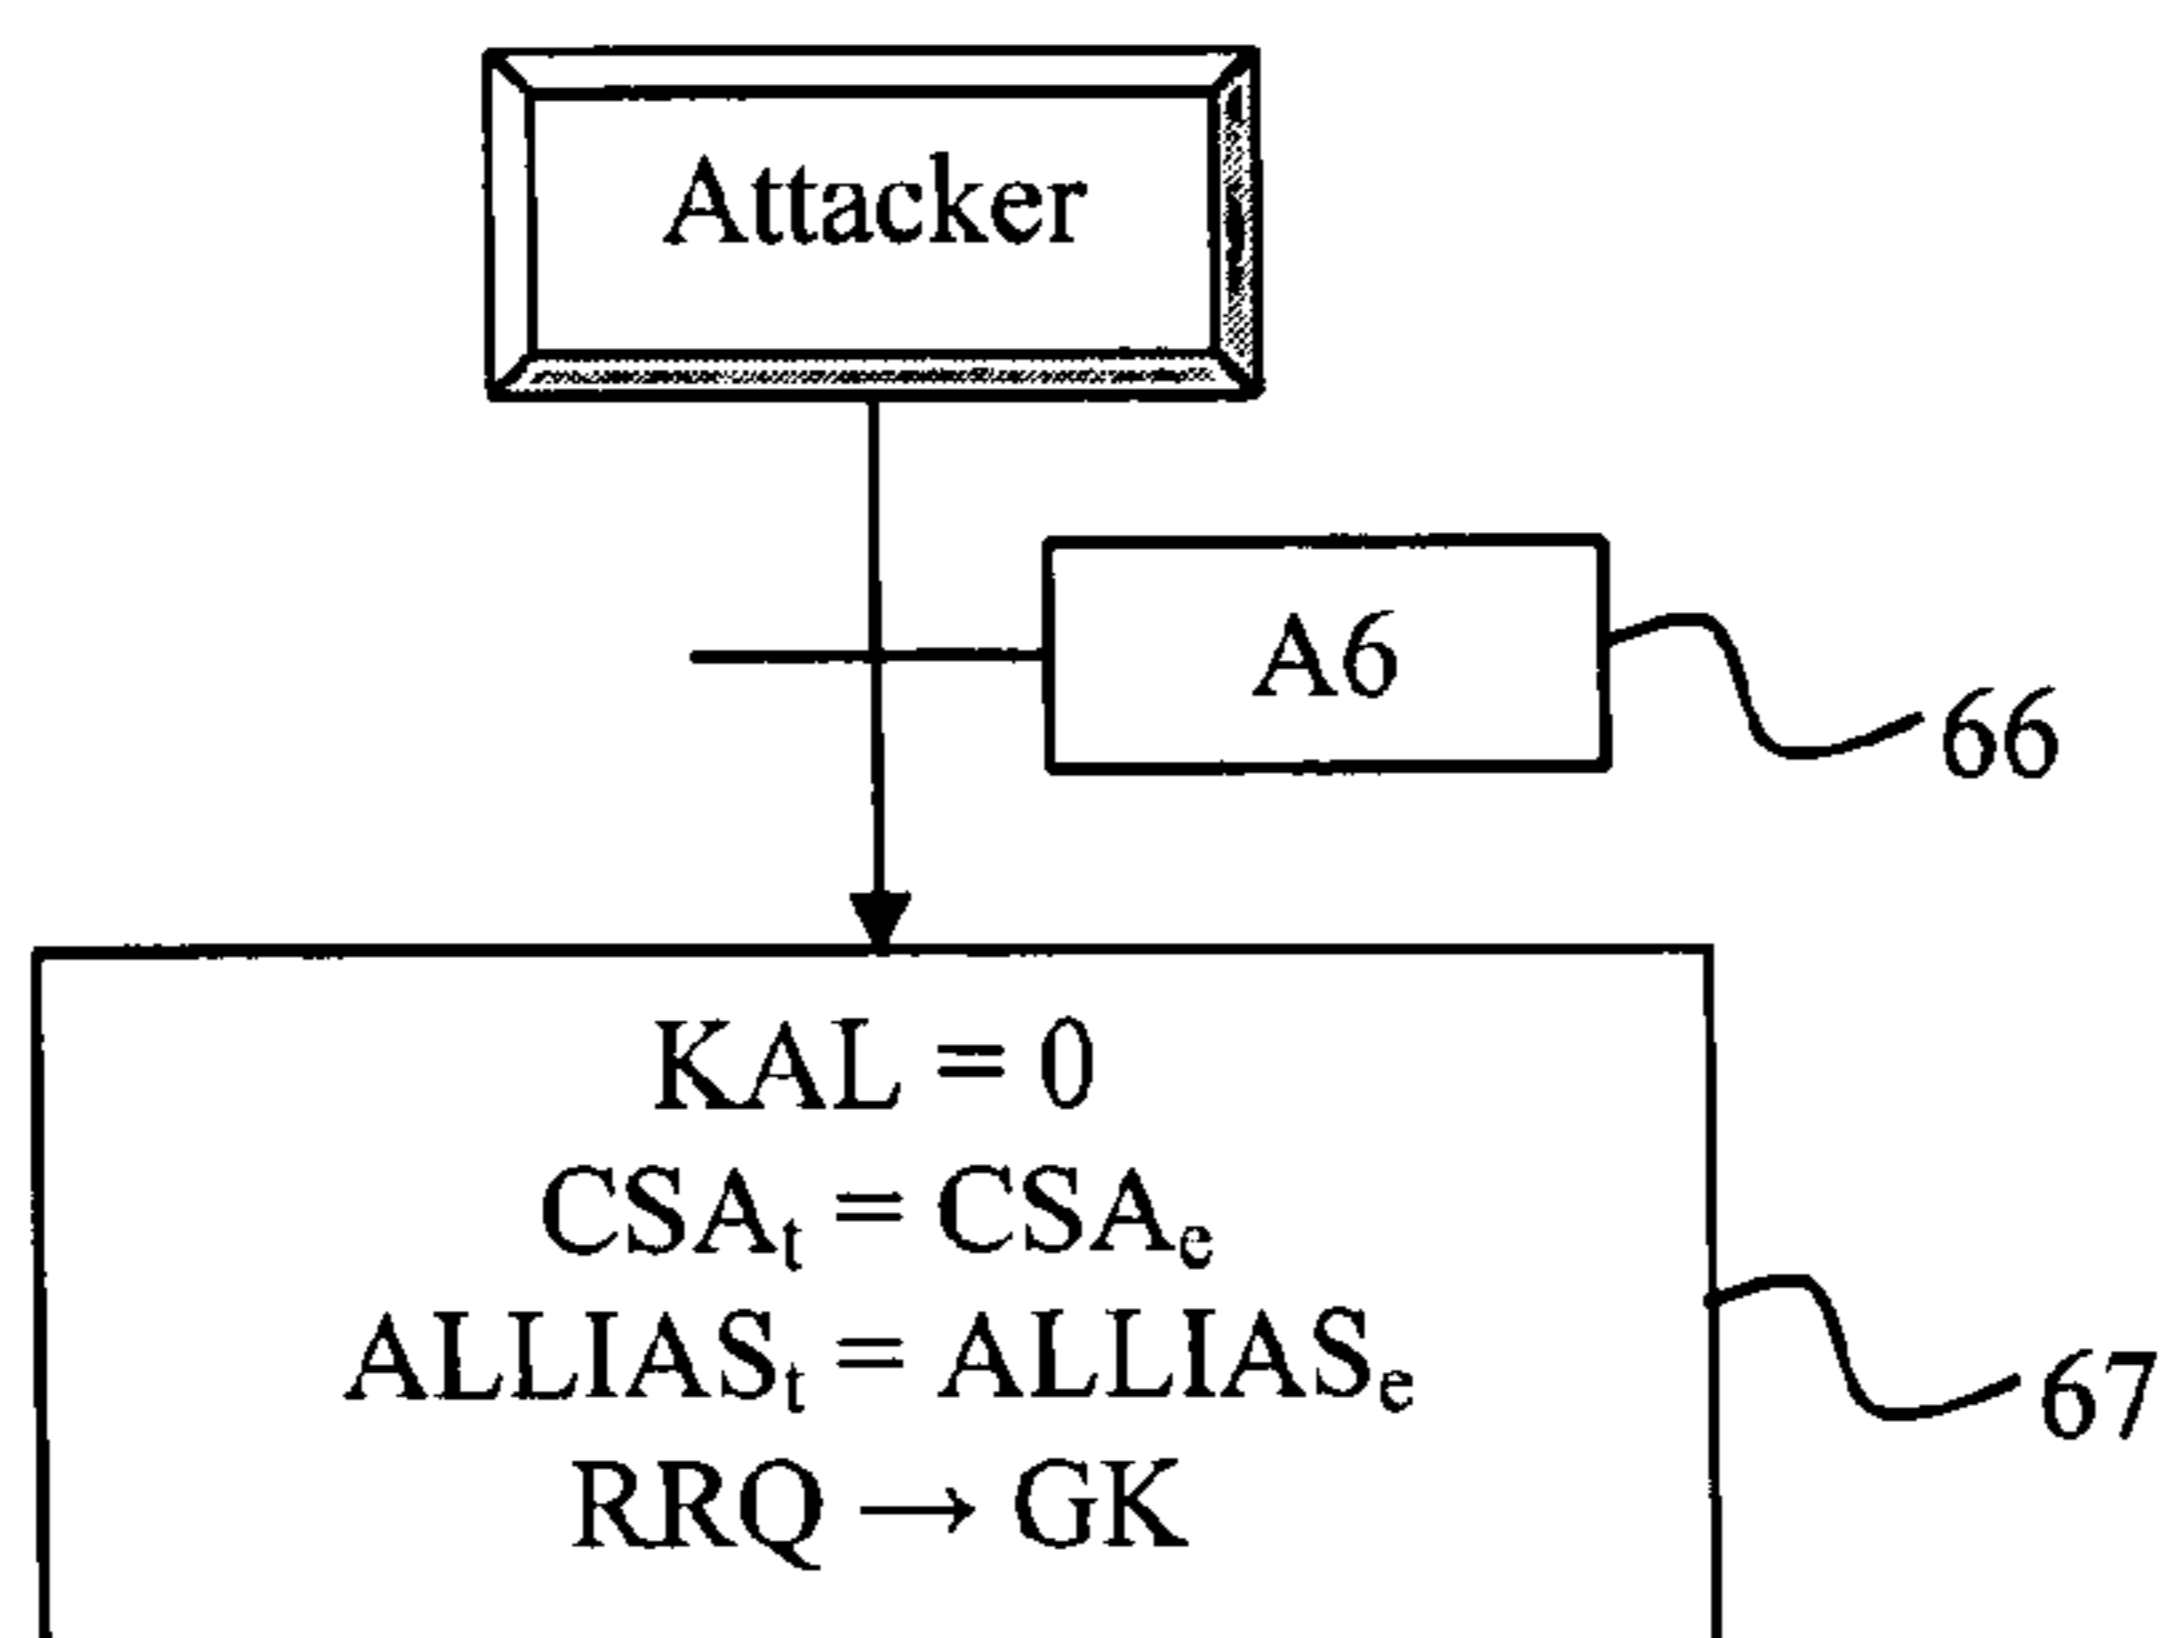 Attacker
A6
66
KAL = 0
CSAt = CSAe
ALLIASt = ALLIASe
67
RRQ → GK